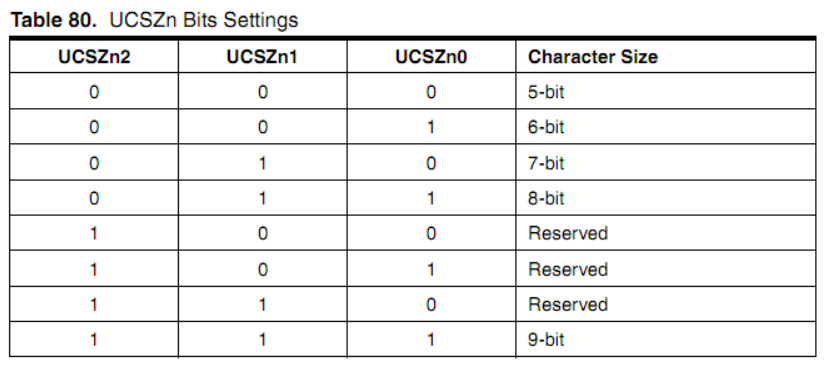 Table 80. UCSZn Bits Settings
UCSZn2 UCSZn1 UCSZn0 Character Size
0 0 0 5-bit
0 0 1 6-bit
0 1 0 7-bit
0 1 1 8-bit
1 0 0 Reserved
1 0 1 Reserved
1 1 0 Reserved
1 1 1 9-bit